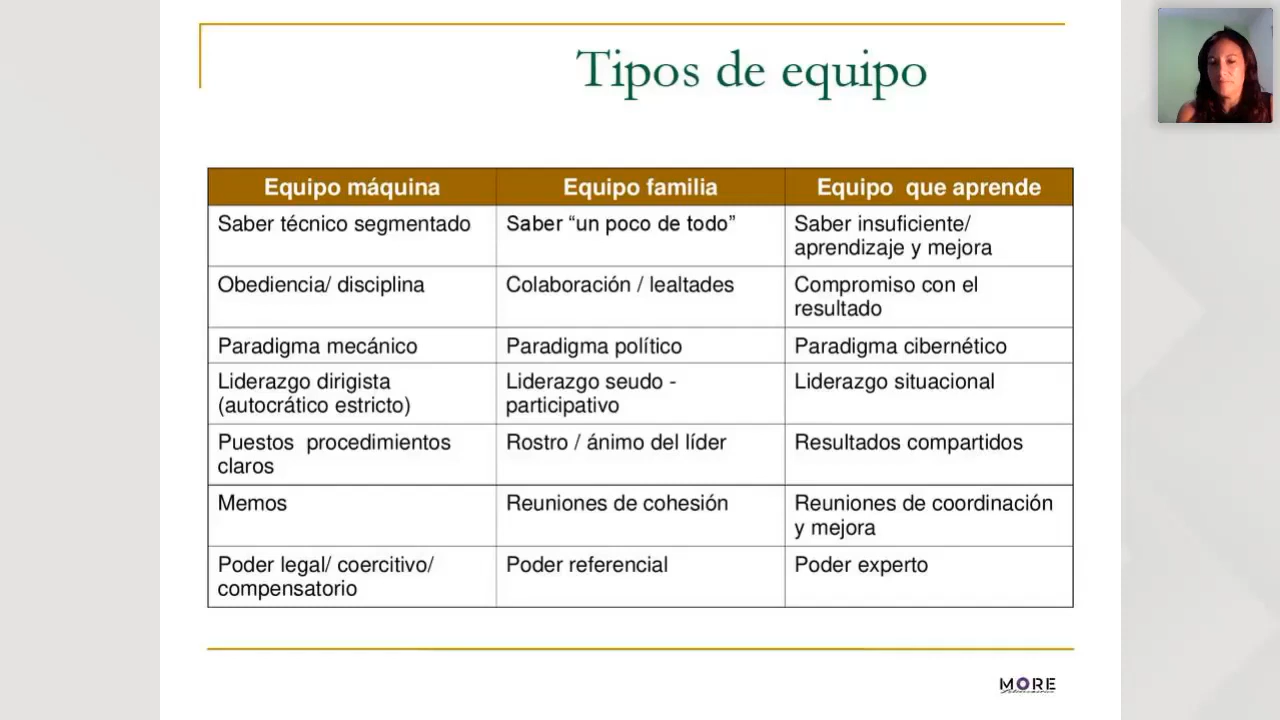 Tipos de equipo
Equipo máquina
Equipo familia
Equipo que aprende
Saber técnico segmentado
Saber “un poco de todo”
Saber insuficiente/
aprendizaje y mejora
Obediencia/ disciplina
Colaboración / lealtades
Compromiso con el
resultado
Paradigma mecánico
Paradigma político
Paradigma cibernético
Liderazgo dirigista
(autocrático estricto)
Liderazgo seudo -
participativo
Liderazgo situacional
Puestos procedimientos
claros
Rostro / ánimo del líder
Resultados compartidos
Memos
Reuniones de cohesión
Reuniones de coordinación
y mejora
Poder legal/ coercitivo/
compensatorio
Poder referencial
Poder experto
MORE